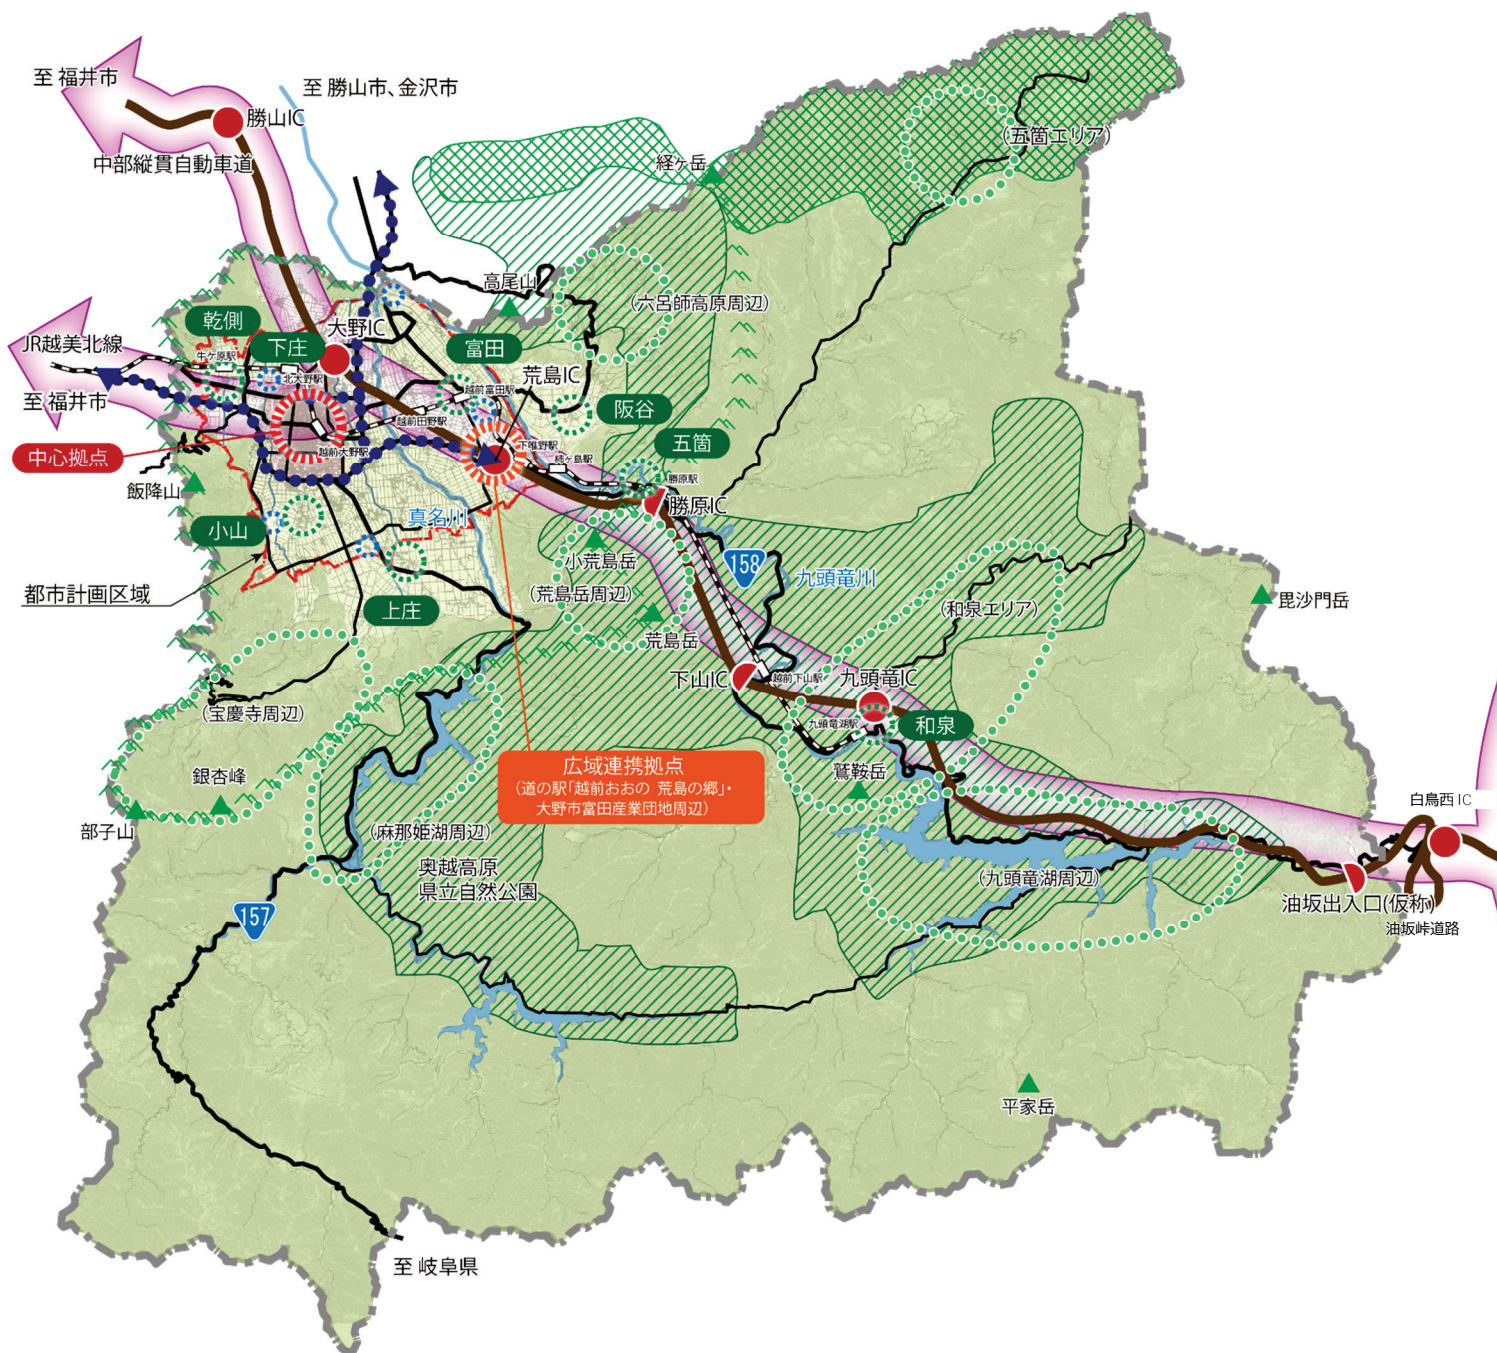 至 福井市
至 勝山市、金沢市
勝山IC
中部縦貫自動車道
経ヶ岳
(五箇エリア)
高尾山
(六呂師高原周辺)
乾側
下庄
大野IC
富田
荒島IC
JR越美北線
牛ケ原駅
北大野駅
越前富田駅
至 福井市
越前田野駅
阪谷
中心拠点
越前大野駅
下唯野駅
柿ヶ島駅
五箇
勝原駅
勝原IC
飯降山
小山
真名川
小荒島岳
158
九頭竜川
(荒島岳周辺)
(和泉エリア)
毘沙門岳
都市計画区域
上庄
荒島岳
下山IC
越前下山駅
九頭竜IC
(宝慶寺周辺)
九頭竜湖駅
和泉
銀杏峰
部子山
広域連携拠点
(道の駅「越前おおの 荒島の郷」・
大野市富田産業団地周辺)
鷲鞍岳
白鳥西IC
(麻那姫湖周辺)
奥越高原
県立自然公園
(九頭竜湖周辺)
油坂出入口(仮称)
油坂峠道路
157
平家岳
至 岐阜県